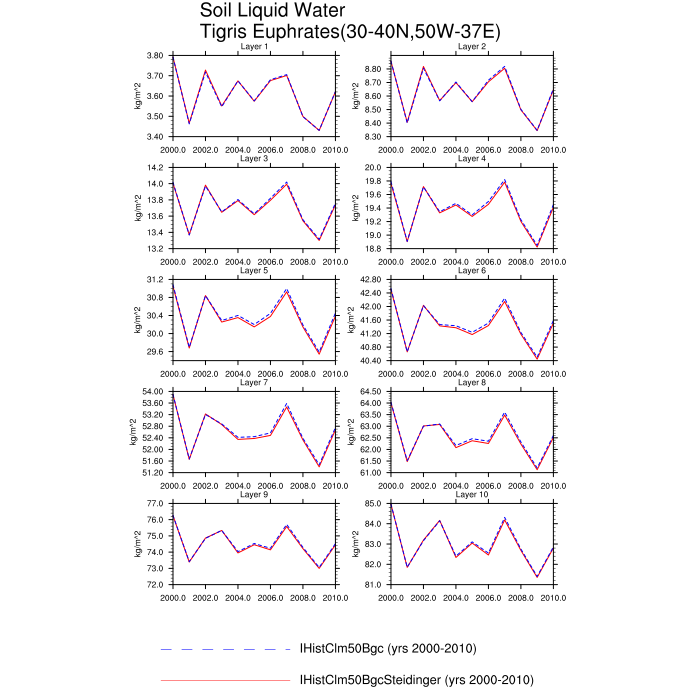 Soil Liquid Water
Tigris Euphrates(30-40N,50W-37E)
Layer 1
Layer 2
3.80
3.70
3.60
3.50
3.40
kg/m^2
2000.0 2002.0 2004.0 2006.0 2008.0 2010.0
8.80
8.70
8.60
8.50
8.40
8.30
kg/m^2
2000.0 2002.0 2004.0 2006.0 2008.0 2010.0
Layer 3
Layer 4
14.2
14.0
13.8
13.6
13.4
13.2
kg/m^2
2000.0 2002.0 2004.0 2006.0 2008.0 2010.0
20.0
19.8
19.6
19.4
19.2
19.0
18.8
kg/m^2
2000.0 2002.0 2004.0 2006.0 2008.0 2010.0
Layer 5
Layer 6
31.2
30.8
30.4
30.0
29.6
kg/m^2
2000.0 2002.0 2004.0 2006.0 2008.0 2010.0
42.80
42.40
42.00
41.60
41.20
40.80
40.40
kg/m^2
2000.0 2002.0 2004.0 2006.0 2008.0 2010.0
Layer 7
Layer 8
54.00
53.60
53.20
52.80
52.40
52.00
51.60
51.20
kg/m^2
2000.0 2002.0 2004.0 2006.0 2008.0 2010.0
64.50
64.00
63.50
63.00
62.50
62.00
61.50
61.00
kg/m^2
2000.0 2002.0 2004.0 2006.0 2008.0 2010.0
Layer 9
Layer 10
77.0
76.0
75.0
74.0
73.0
72.0
kg/m^2
2000.0 2002.0 2004.0 2006.0 2008.0 2010.0
85.0
84.0
83.0
82.0
81.0
kg/m^2
2000.0 2002.0 2004.0 2006.0 2008.0 2010.0
IHistClm50Bgc (yrs 2000-2010)
IHistClm50BgcSteidinger (yrs 2000-2010)